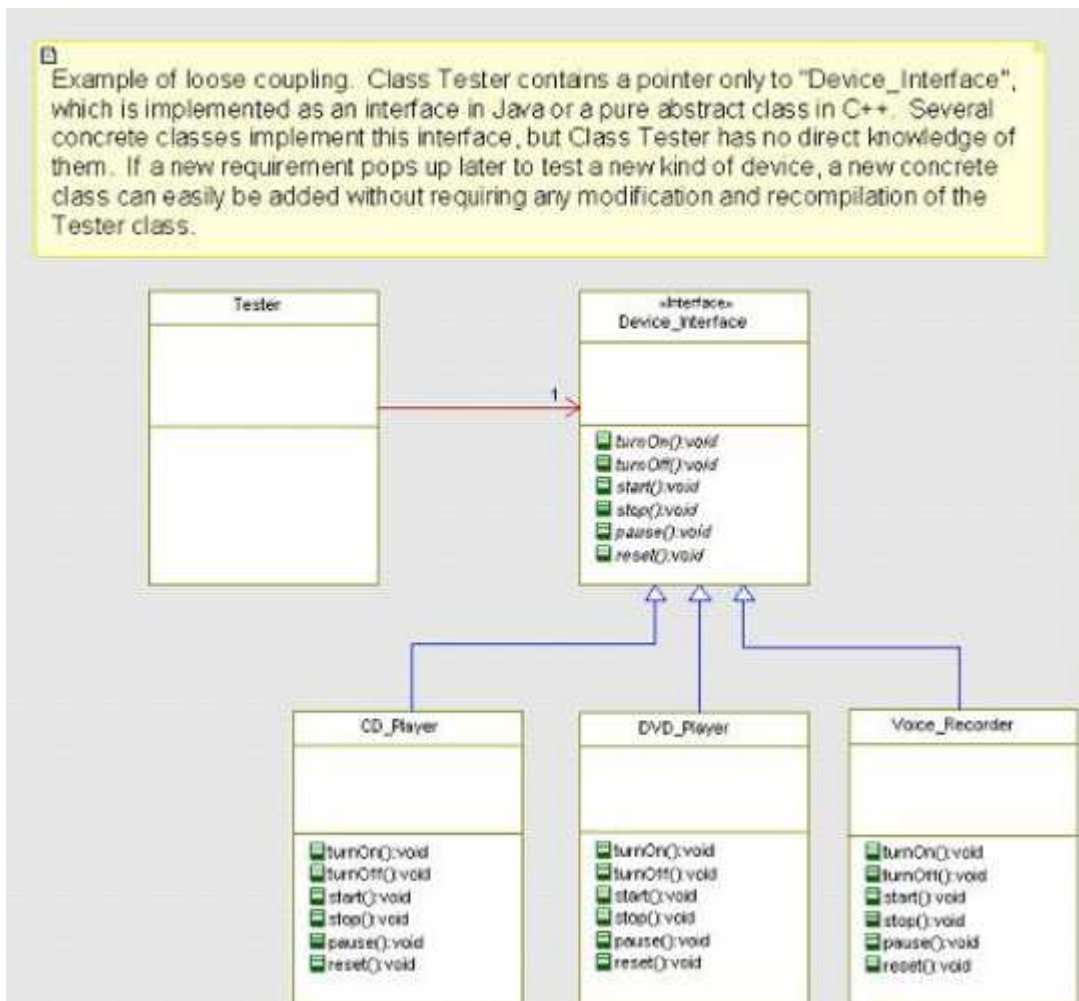 Example of loose coupling. Class Tester contains a pointer only to "Device_Interface",
which is implemented as an interface in Java or a pure abstract class in C++. Several
concrete classes implement this interface, but Class Tester has no direct knowledge of
them. If a new requirement pops up later to test a new kind of device, a new concrete
class can easily be added without requiring any modification and recompilation of the
Tester class.
Tester
«Interface»
Device_Interface
1
turnOn():void
turnOff():void
start():void
stop():void
pause():void
reset():void
CD_Player
turnOn():void
turnOff():void
start():void
stop():void
pause():void
reset():void
DVD_Player
turnOn():void
turnOff():void
start():void
stop():void
pause():void
reset():void
Voice_Recorder
turnOn():void
turnOff():void
start():void
stop():void
pause():void
reset():void